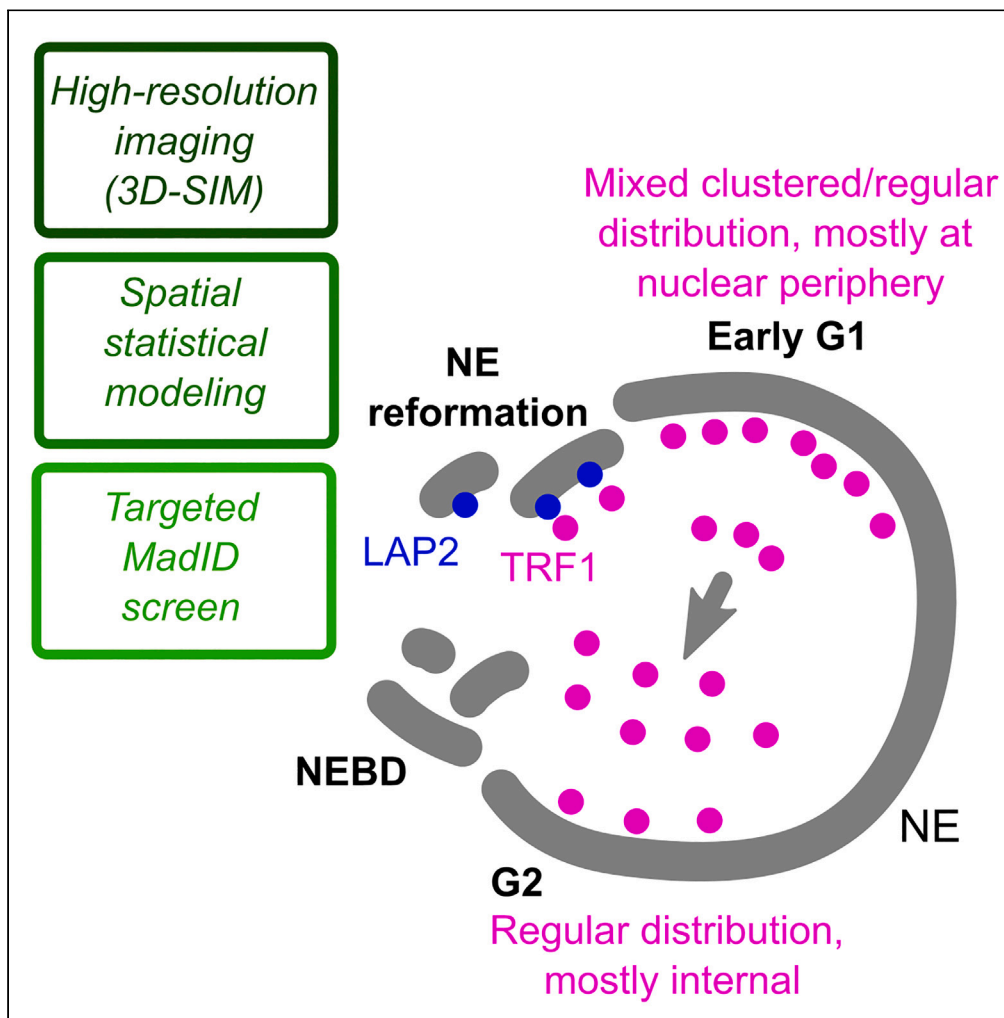 High-resolution
imaging
(3D-SIM)
Spatial
statistical
modeling
Targeted
MadID
screen
Mixed clustered/regular
distribution, mostly at
nuclear periphery
Early G1
NE
reformation
LAP2
TRF1
NEBD
NE
G2
Regular distribution,
mostly internal